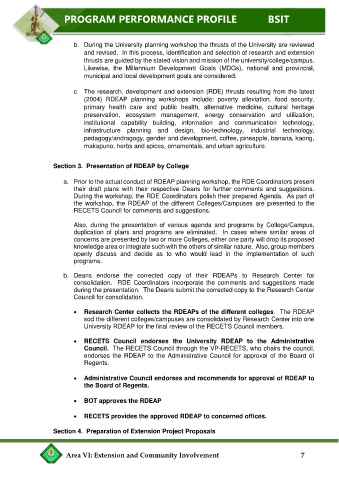 PROGRAM PERFORMANCE PROFILE BSIT
b. During the University planning workshop the thrusts of the University are reviewed
and revised. In this process, identification and selection of research and extension
thrusts are guided by the stated vision and mission of the university/college/campus.
Likewise, the Millennium Development Goals (MDGs), national and provincial,
municipal and local development goals are considered.
c. The research, development and extension (RDE) thrusts resulting from the latest
(2004) RDEAP planning workshops include: poverty alleviation, food security,
primary health care and public health, alternative medicine, cultural heritage
preservation, ecosystem management, energy conservation and utilization,
institutional capability building, information and communication technology,
infrastructure planning and design, bio-technology, industrial technology,
pedagogy/andragogy, gender and development, coffee, pineapple, banana, kaong,
makapuno, herbs and spices, ornamentals, and urban agriculture.
Section 3. Presentation of RDEAP by College
a. Prior to the actual conduct of RDEAP planning workshop, the RDE Coordinators present
their draft plans with their respective Deans for further comments and suggestions.
During the workshop, the RDE Coordinators polish their prepared Agenda. As part of
the workshop, the RDEAP of the different Colleges/Campuses are presented to the
RECETS Council for comments and suggestions.
Also, during the presentation of various agenda and programs by College/Campus,
duplication of plans and programs are eliminated. In cases where similar areas of
concerns are presented by two or more Colleges, either one party will drop its proposed
knowledge area or integrate such with the others of similar nature. Also, group members
openly discuss and decide as to who would lead in the implementation of such
programs.
b. Deans endorse the corrected copy of their RDEAPs to Research Center for
consolidation. RDE Coordinators incorporate the comments and suggestions made
during the presentation. The Deans submit the corrected copy to the Research Center
Council for consolidation.
• Research Center collects the RDEAPs of the different colleges. The RDEAP
sod the different colleges/campuses are consolidated by Research Center into one
University RDEAP for the final review of the RECETS Council members.
• RECETS Council endorses the University RDEAP to the Administrative
Council. The RECETS Council through the VP-RECETS, who chairs the council,
endorses the RDEAP to the Administrative Council for approval of the Board of
Regents.
• Administrative Council endorses and recommends for approval of RDEAP to
the Board of Regents.
• BOT approves the RDEAP
• RECETS provides the approved RDEAP to concerned offices.
Section 4. Preparation of Extension Project Proposals
Area VI: Extension and Community Involvement 7